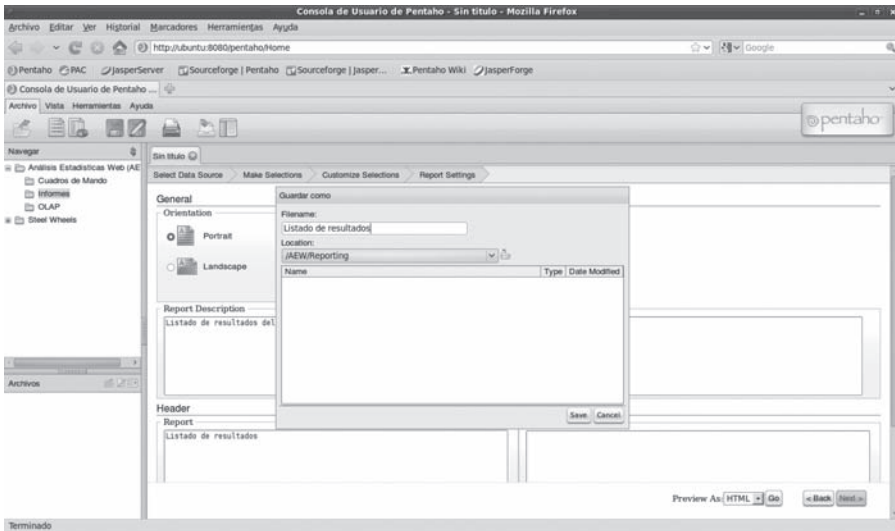 Consola de Usuario de Pentaho - Sin titulo - Mozilla Firefox
Archivo Editar Ver Historial Marcadores Herramientas Ayuda
http://ubuntu:8080/pentaho/Home
Google
Pentaho PAC JasperServer Sourceforge | Pentaho Sourceforge | Jasper... Pentaho Wiki JasperForge
Consola de Usuario de Pentaho ...
Archivo Vista Herramientas Ayuda
pentaho
Navegar
Sin titulo
Análisis Estadísticas Web (AE
Cuadros de Mando
Informes
OLAP
Steel Wheels
Select Data Source Make Selections Customize Selections Report Settings
General
Orientation
Portrait
Landscape
Guardar como
Filename:
Listado de resultados
Location:
/AEW/Reporting
Name Type Date Modified
Save Cancel
Report Description
Listado de resultados del
Archivos
Header
Report
Listado de resultados
Preview As: HTML Go < Back Next >
Terminado